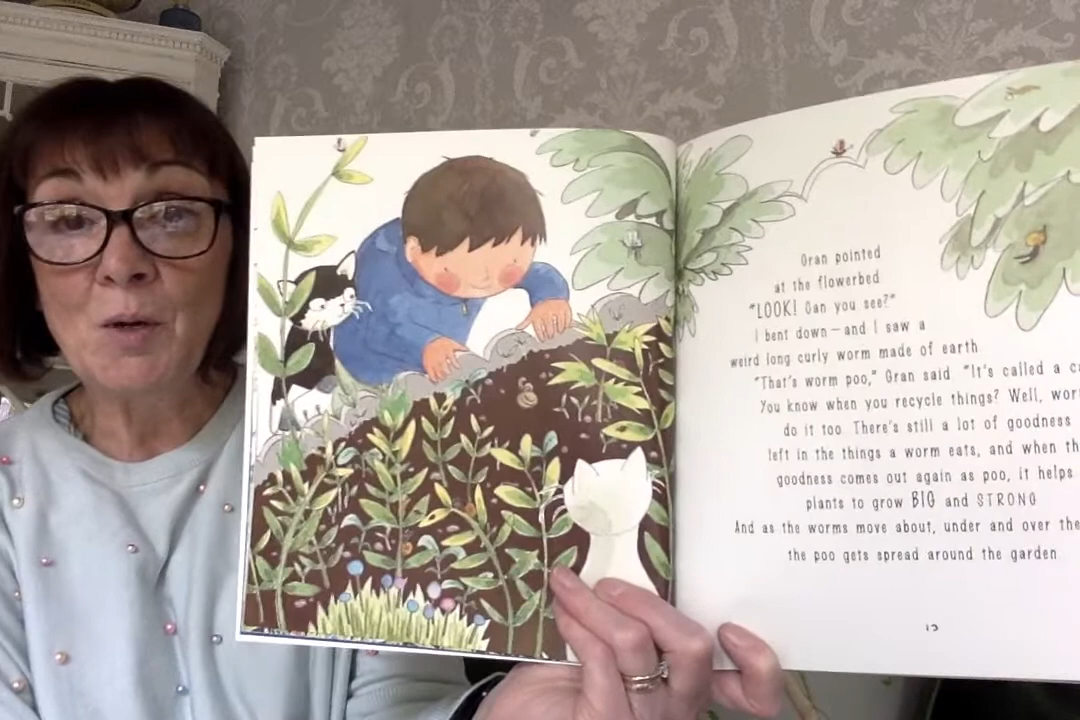 Gran pointed
at the flowerbed
"LOOK! Can you see?"
I bent down – and I saw a
weird long curly worm made of earth
"That's worm poo," Gran said "It's called a
You know when you recycle things? Well,
do it too. There's still a lot of goodness
left in the things a worm eats, and when
goodness comes out again as poo, it helps
plants to grow BIG and STRONG
And as the worms move about, under and over
the poo gets spread around the garden